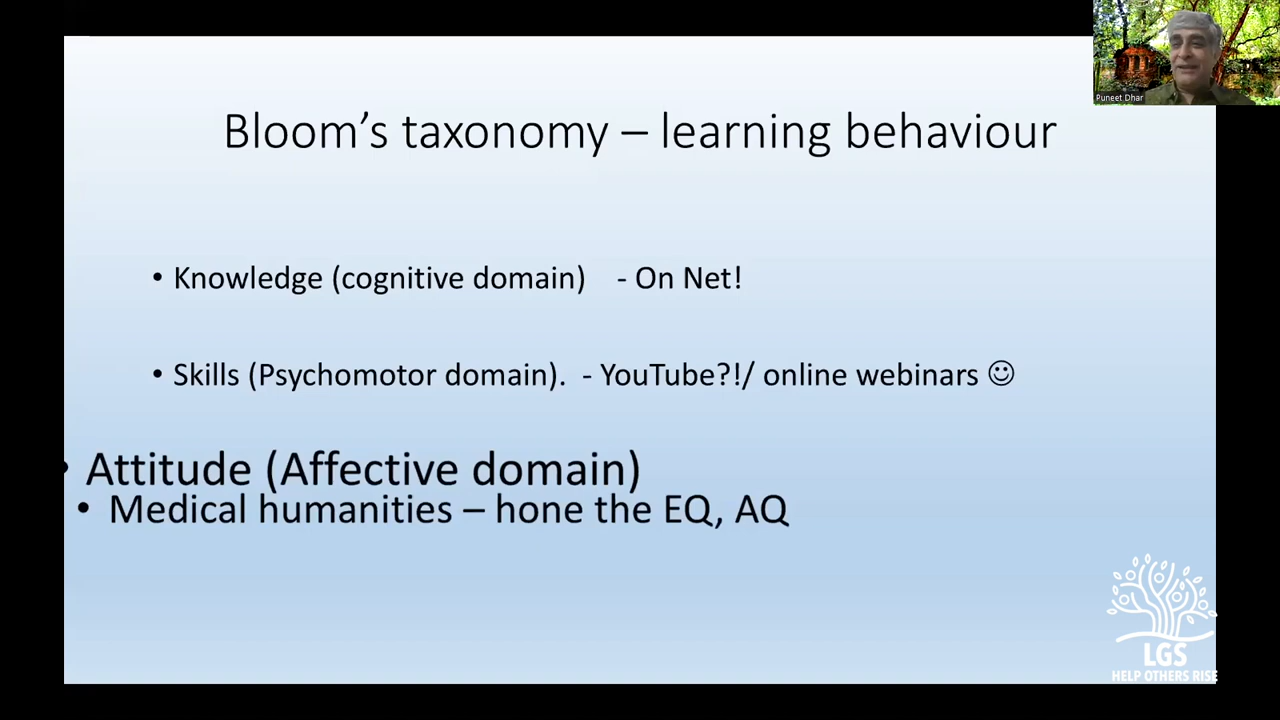 Puneet Dhar
Bloom's taxonomy – learning behaviour
• Knowledge (cognitive domain) - On Net!
• Skills (Psychomotor domain). - YouTube?!/ online webinars ☺
• Attitude (Affective domain)
• Medical humanities – hone the EQ, AQ
LGS
HELP OTHERS RISE